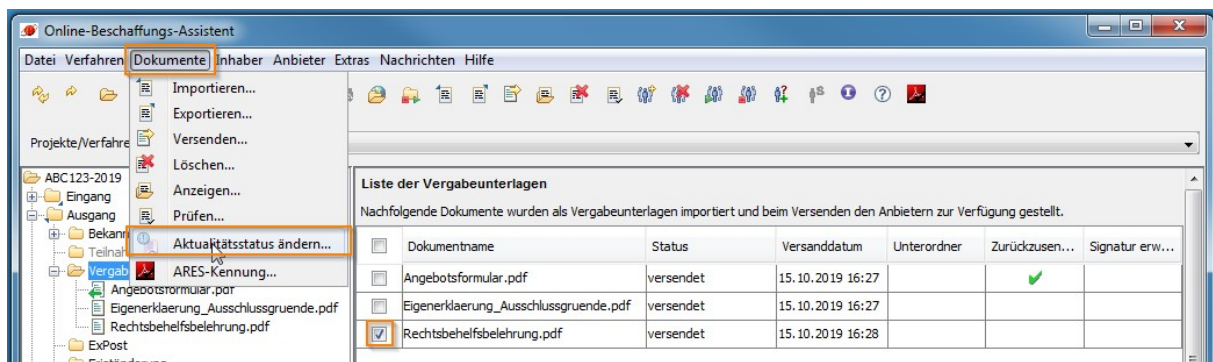 Online-Beschaffungs-Assistent
Datei Verfahren Dokumente Inhaber Anbieter Extras Nachrichten Hilfe
Importieren...
Exportieren...
Versenden...
Löschen...
Anzeigen...
Prüfen...
Aktualitätsstatus ändern...
ARES-Kennung...
Projekte/Verfahre
ABC123-2019
Eingang
Ausgang
Bekann
Teilnah
Vergab
Angebotsformular.pdf
Eigenerklaerung_Ausschlussgruende.pdf
Rechtsbehelfsbelehrung.pdf
ExPost
Liste der Vergabeunterlagen
Nachfolgende Dokumente wurden als Vergabeunterlagen importiert und beim Versenden den Anbietern zur Verfügung gestellt.
Dokumentname Status Versanddatum Unterordner Zurückzusen... Signatur erw...
Angebotsformular.pdf versendet 15.10.2019 16:27
Eigenerklaerung_Ausschlussgruende.pdf versendet 15.10.2019 16:27
Rechtsbehelfsbelehrung.pdf versendet 15.10.2019 16:28